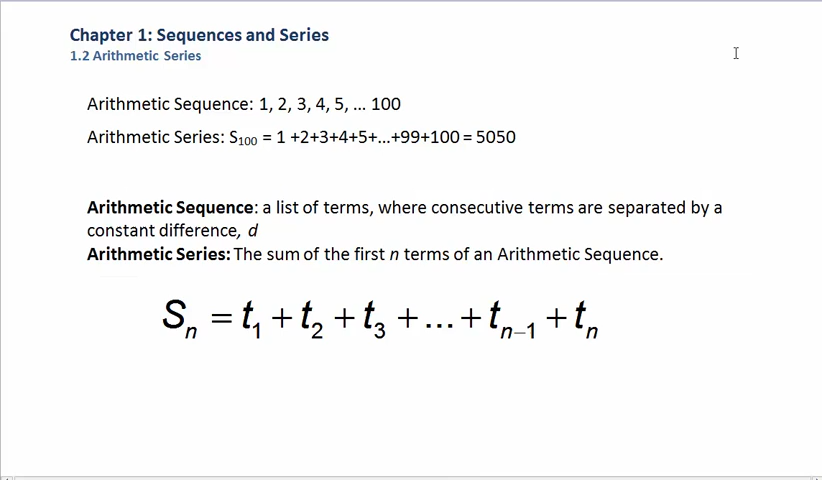 Chapter 1: Sequences and Series
1.2 Arithmetic Series
Arithmetic Sequence: 1, 2, 3, 4, 5, ... 100
Arithmetic Series: S₁₀₀ = 1 +2+3+4+5+...+99+100 = 5050
Arithmetic Sequence: a list of terms, where consecutive terms are separated by a
constant difference, d
Arithmetic Series: The sum of the first n terms of an Arithmetic Sequence.
Sₙ = t₁ + t₂ + t₃ + ... + tₙ₋₁ + tₙ